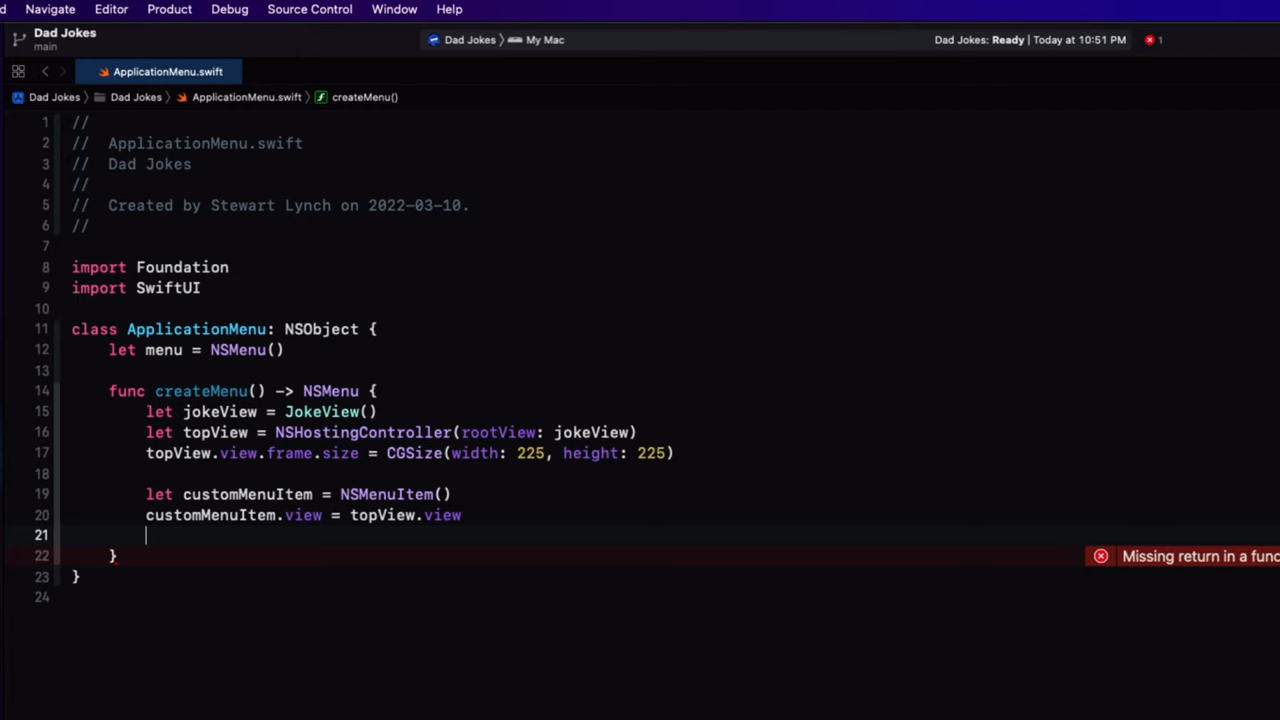 Navigate Editor Product Debug Source Control Window Help
Dad Jokes
main
Dad Jokes 〉 My Mac
Dad Jokes: Ready | Today at 10:51 PM
1
ApplicationMenu.swift
Dad Jokes 〉 Dad Jokes 〉 ApplicationMenu.swift 〉 f createMenu()
1 //
2 //  ApplicationMenu.swift
3 //  Dad Jokes
4 //
5 //  Created by Stewart Lynch on 2022-03-10.
6 //
7
8 import Foundation
9 import SwiftUI
10
11 class ApplicationMenu: NSObject {
12     let menu = NSMenu()
13
14     func createMenu() -> NSMenu {
15         let jokeView = JokeView()
16         let topView = NSHostingController(rootView: jokeView)
17         topView.view.frame.size = CGSize(width: 225, height: 225)
18
19         let customMenuItem = NSMenuItem()
20         customMenuItem.view = topView.view
21
22     } Missing return in a func
23 }
24